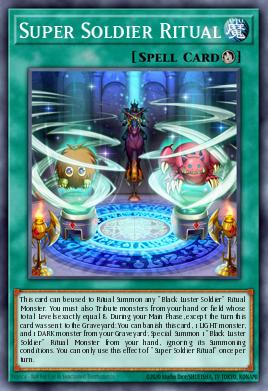 SUPER SOLDIER RITUAL
魔
[SPELL CARD]
This card can be used to Ritual Summon any "Black Luster Soldier" Ritual
Monster. You must also Tribute monsters from your hand or field whose
total Levels exactly equal 8. During your Main Phase, except the turn this
card was sent to the Graveyard: You can banish this card, 1 LIGHT monster,
and 1 DARK monster from your Graveyard; Special Summon 1 "Black
Luster Soldier" Ritual Monster from your hand, ignoring its Summoning
conditions. You can only use this effect of "Super Soldier Ritual" once per
turn.